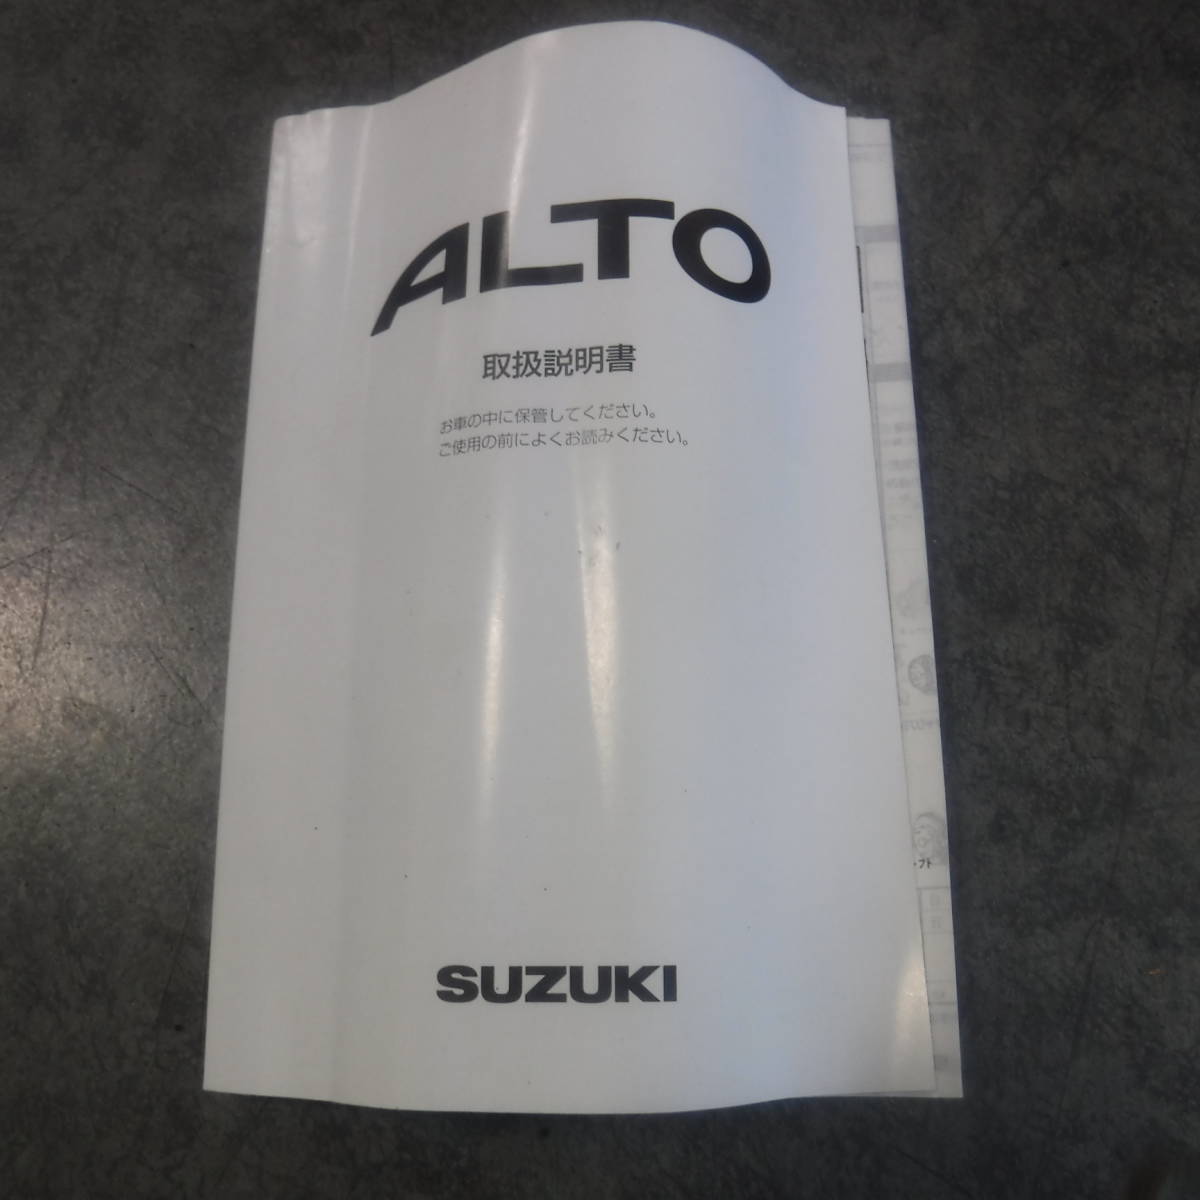 ALTO
取扱説明書
お車の中に保管してください。
ご使用の前によくお読みください。
SUZUKI